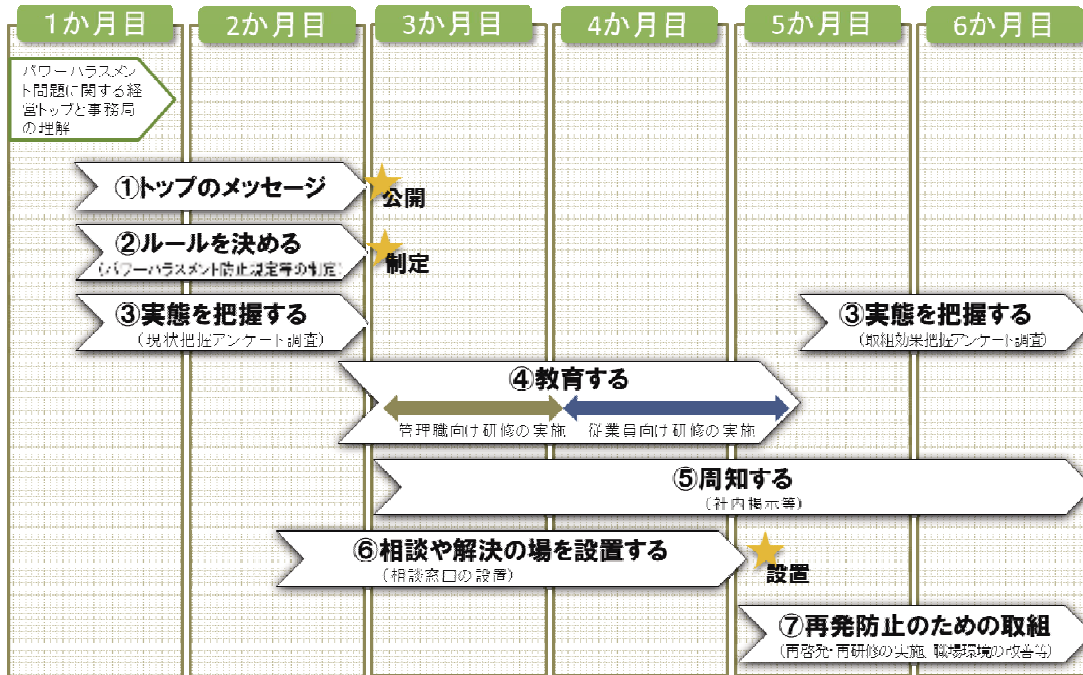 1か月目
2か月目
3か月目
4か月目
5か月目
6か月目
パワーハラスメン
ト問題に関する経
営トップと事務局
の理解
①トップのメッセージ
公開
②ルールを決める
(パワーハラスメント防止規定等の制定)
制定
③実態を把握する
(現状把握アンケート調査)
③実態を把握する
(取組効果把握アンケート調査)
④教育する
管理職向け研修の実施
従業員向け研修の実施
⑤周知する
(社内掲示等)
⑥相談や解決の場を設置する
(相談窓口の設置)
設置
⑦再発防止のための取組
(再啓発・再研修の実施、職場環境の改善等)